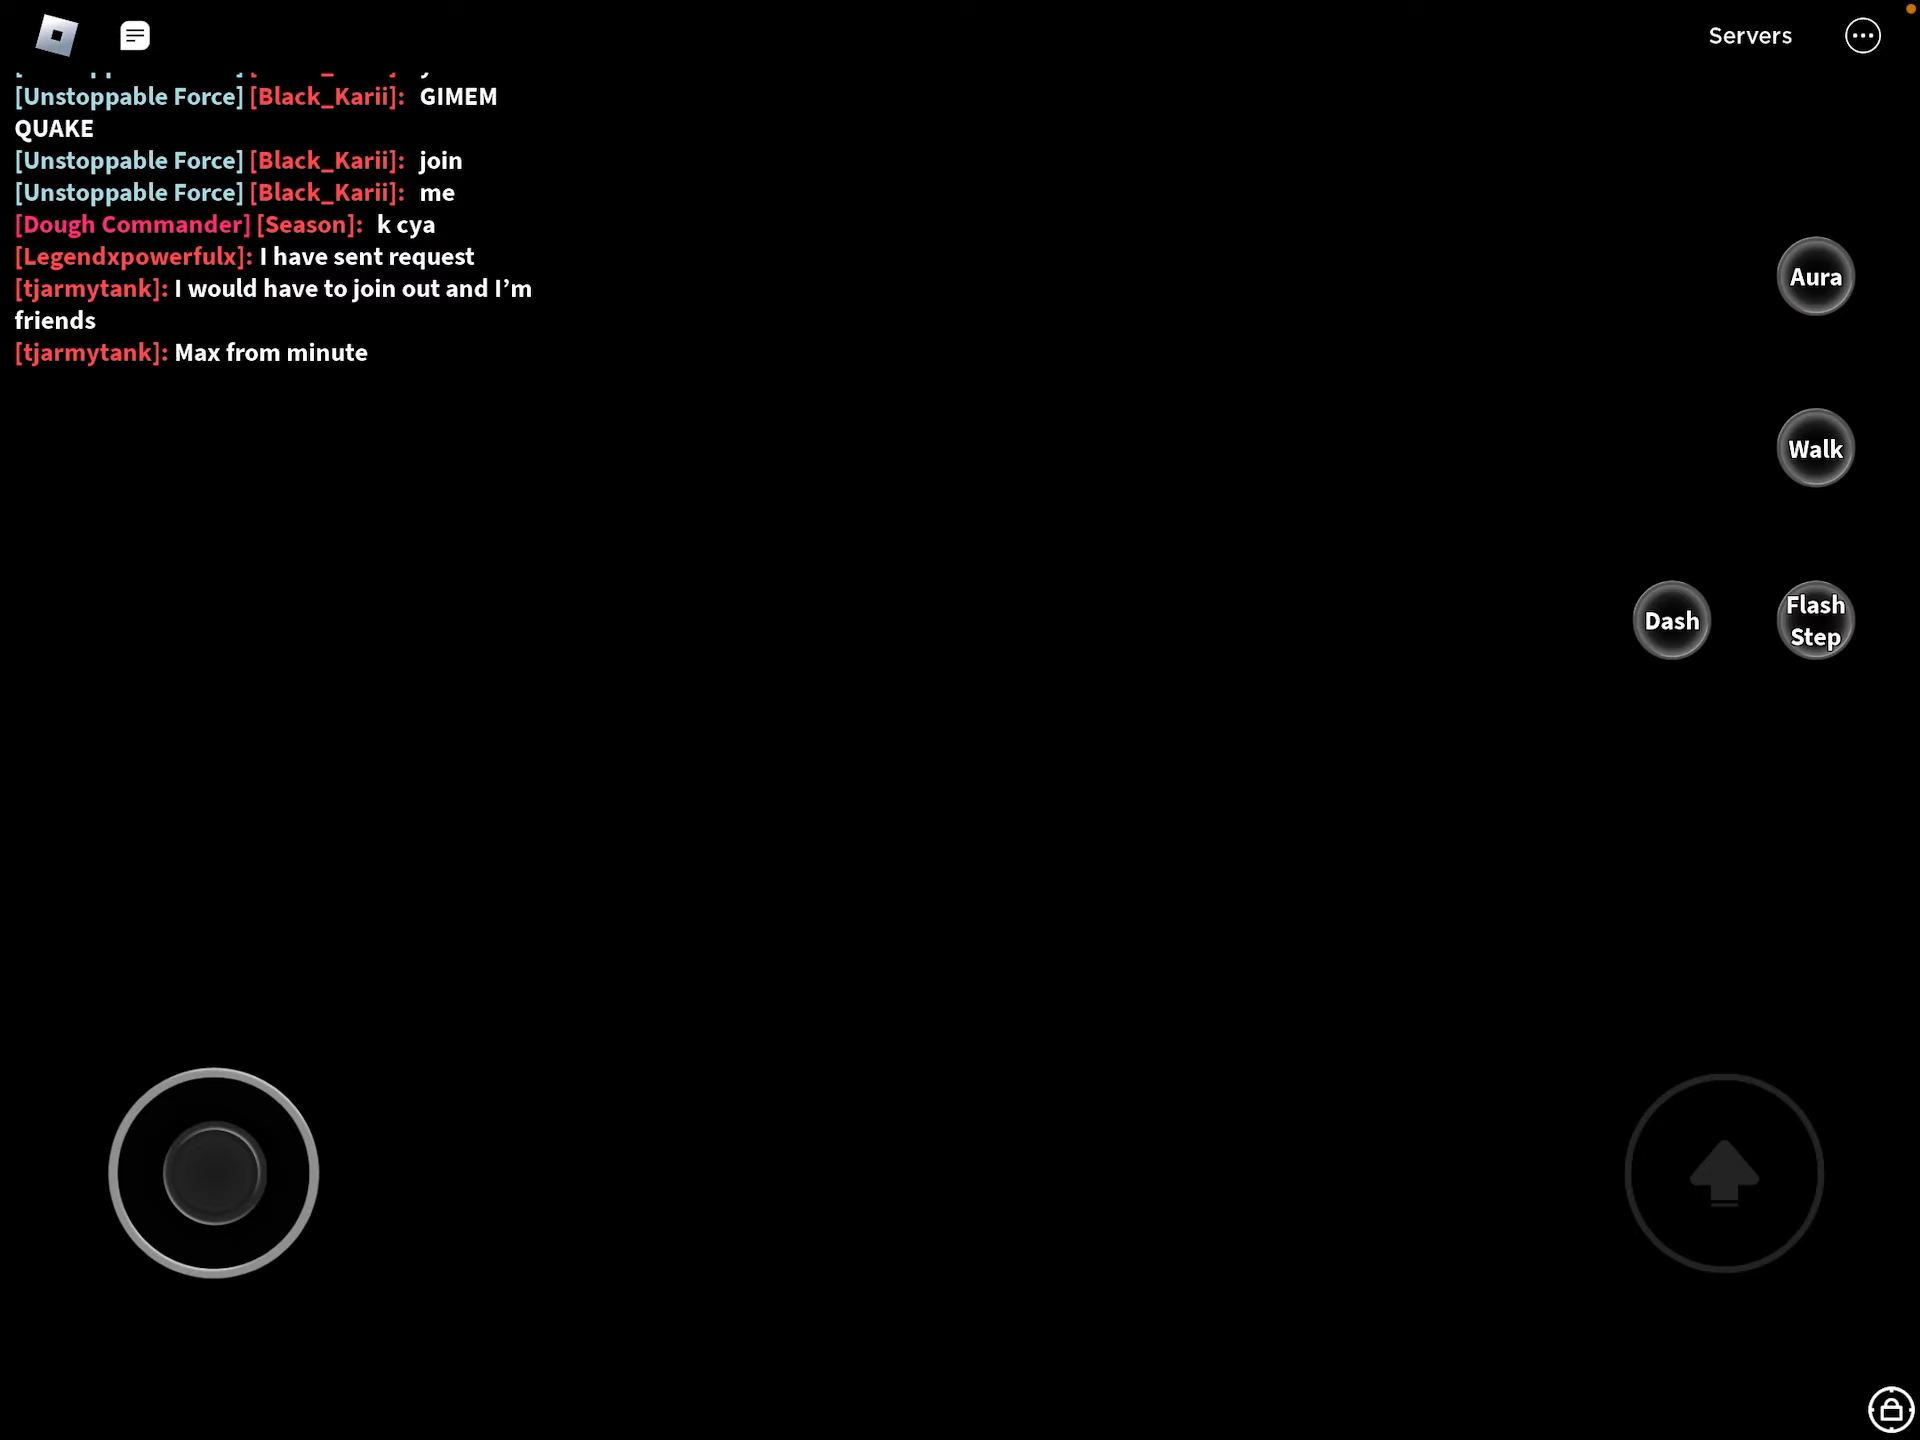 Servers
[Unstoppable Force] [Black_Karii]: GIMEM
QUAKE
[Unstoppable Force] [Black_Karii]: join
[Unstoppable Force] [Black_Karii]: me
[Dough Commander] [Season]: k cya
[Legendxpowerfulx]: I have sent request
[tjarmytank]: I would have to join out and I’m
friends
[tjarmytank]: Max from minute
Aura
Walk
Dash
Flash
Step